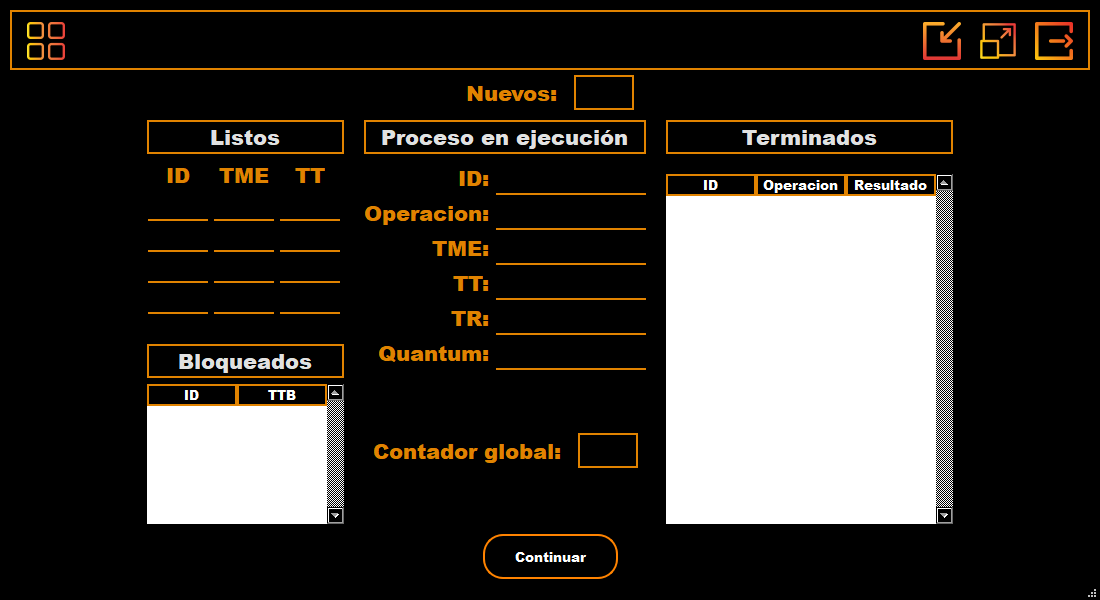 Nuevos:
Listos
Proceso en ejecución
Terminados
ID TME TT
ID:
Operacion:
TME:
TT:
TR:
Quantum:
ID Operacion Resultado
Bloqueados
ID TTB
Contador global:
Continuar